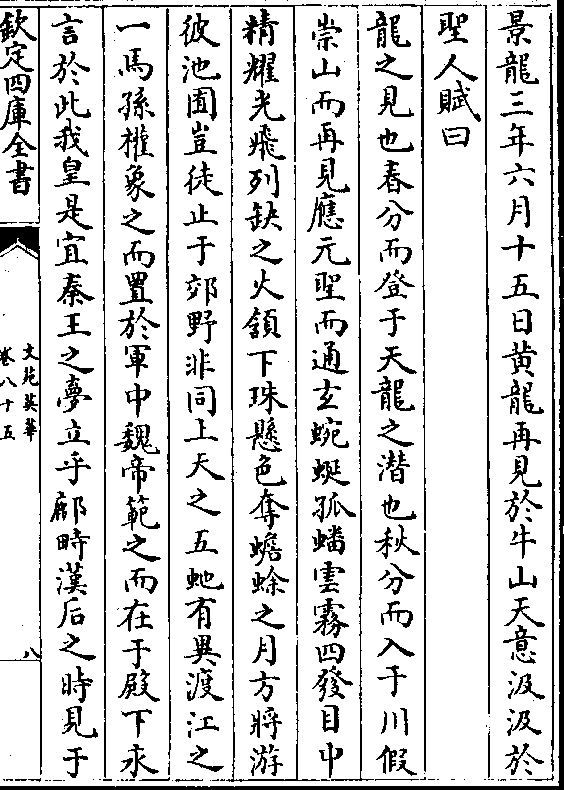 景龍三年六月十五日黄龍再見於牛山天意汲汲於
聖人賦曰
龍之見也春分而登于天龍之潛也秋分而入于川假
崇山而再見應元聖而通玄蜿蜒孤蟠雲霧四發目中
精耀光飛列缺之火頷下珠懸色奪蟾蜍之月方將游
彼池囿豈徒止于郊野非同上天之五虵有異渡江之
一馬孫權象之而置於軍中魏帝範之而在于殿下永
言於此我皇是宜秦王之夢立乎鄜畤漢后之時見于
欽定四庫全書
文苑英華
卷八十五
八